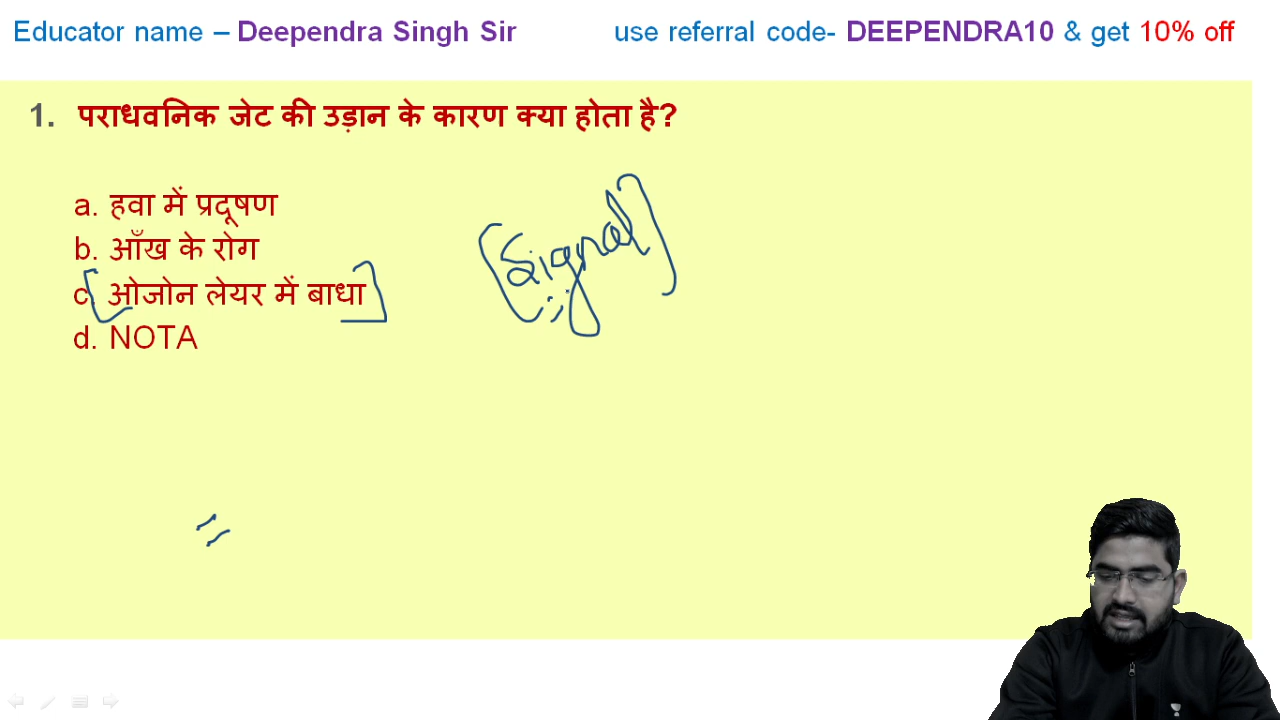 Educator name – Deependra Singh Sir use referral code- DEEPENDRA10 & get 10% off
1. पराधवनिक जेट की उड़ान के कारण क्या होता है?
a. हवा में प्रदूषण
b. आँख के रोग
c. ओजोन लेयर में बाधा
d. NOTA
[Signal]